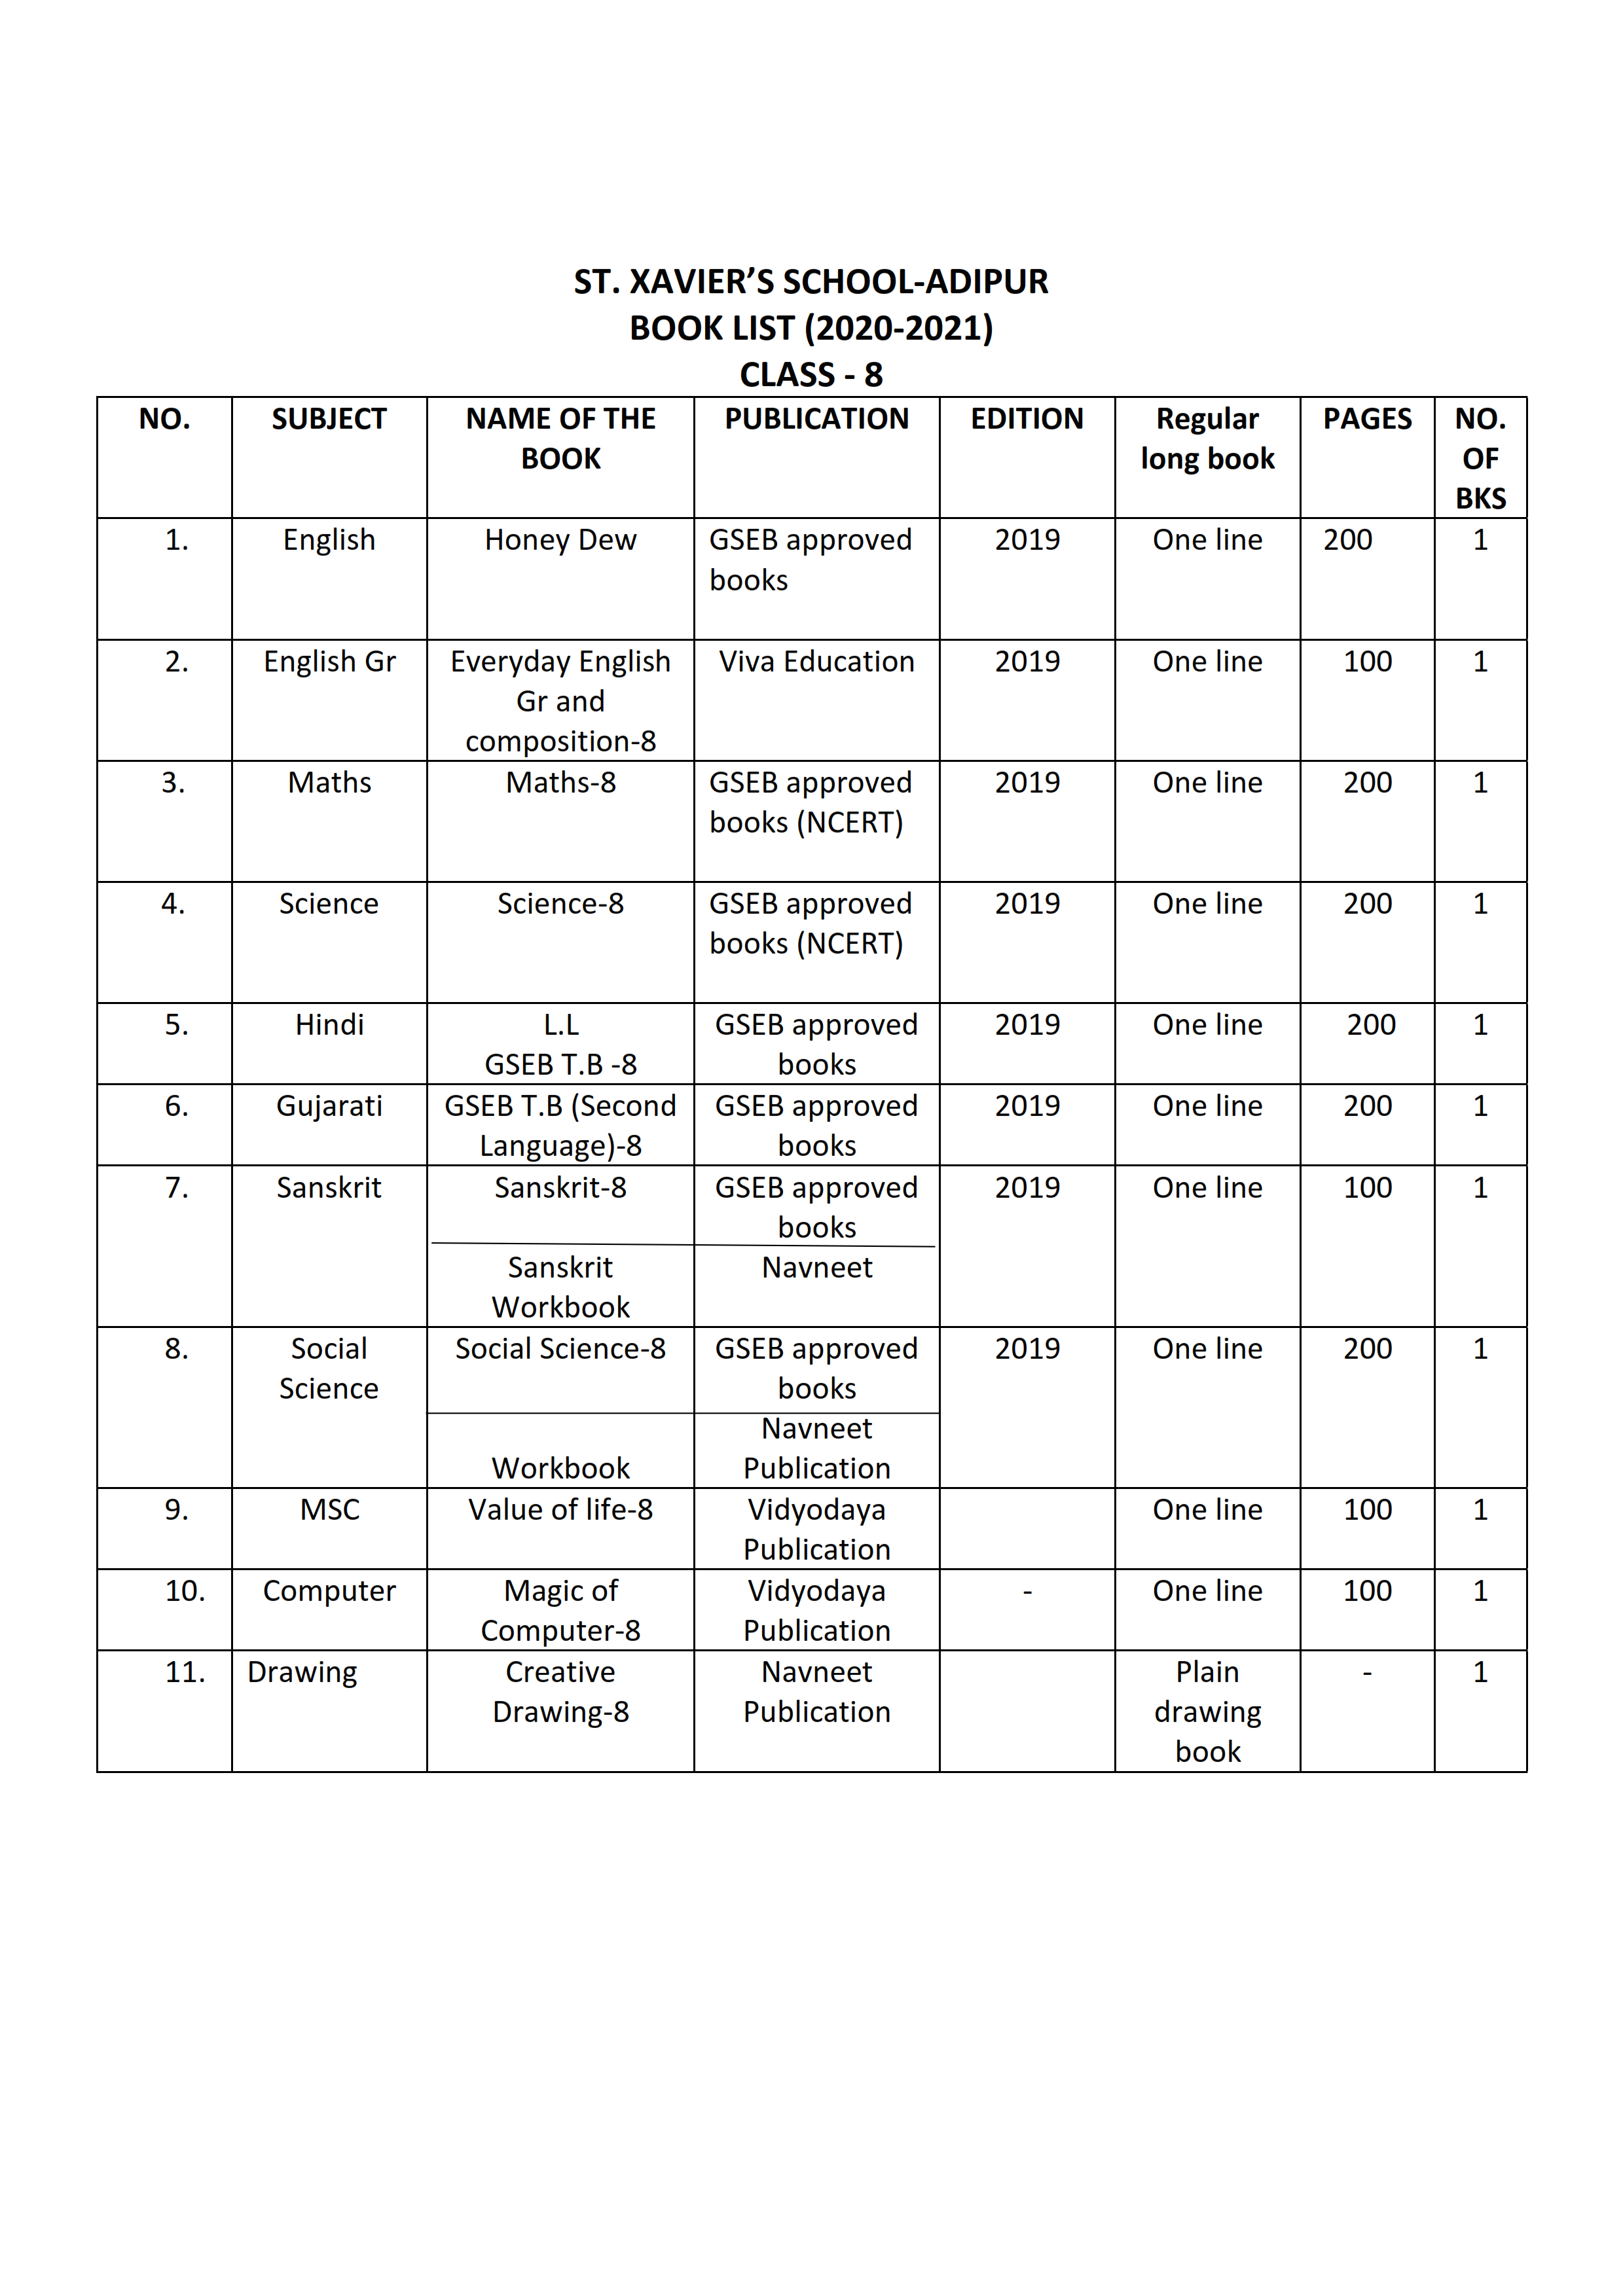 ST. XAVIER’S SCHOOL-ADIPUR
BOOK LIST (2020-2021)
CLASS - 8
NO. SUBJECT NAME OF THE BOOK PUBLICATION EDITION Regular long book PAGES NO. OF BKS
1. English Honey Dew GSEB approved books 2019 One line 200 1
2. English Gr Everyday English Gr and composition-8 Viva Education 2019 One line 100 1
3. Maths Maths-8 GSEB approved books (NCERT) 2019 One line 200 1
4. Science Science-8 GSEB approved books (NCERT) 2019 One line 200 1
5. Hindi L.L GSEB T.B -8 GSEB approved books 2019 One line 200 1
6. Gujarati GSEB T.B (Second Language)-8 GSEB approved books 2019 One line 200 1
7. Sanskrit Sanskrit-8 GSEB approved books 2019 One line 100 1
Sanskrit Workbook Navneet
8. Social Science Social Science-8 GSEB approved books 2019 One line 200 1
Workbook Navneet Publication
9. MSC Value of life-8 Vidyodaya Publication One line 100 1
10. Computer Magic of Computer-8 Vidyodaya Publication - One line 100 1
11. Drawing Creative Drawing-8 Navneet Publication Plain drawing book - 1